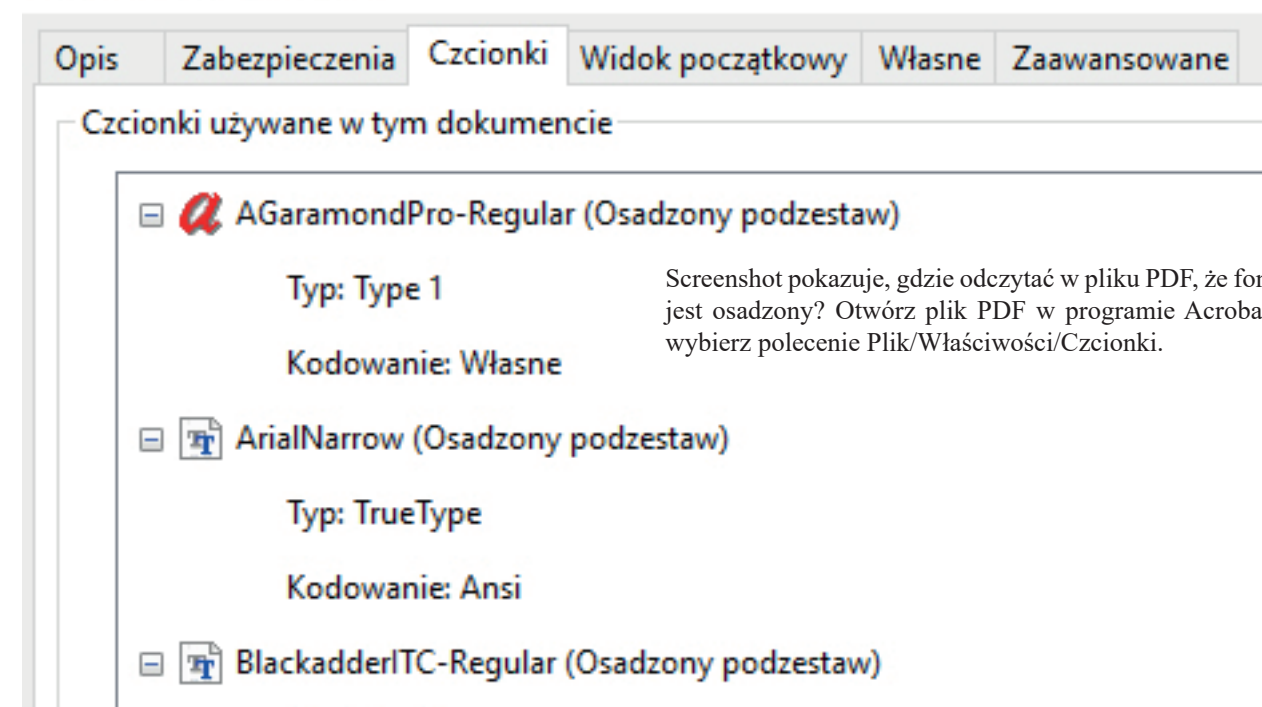 Opis Zabezpieczenia Czcionki Widok początkowy Własne Zaawansowane
Czcionki używane w tym dokumencie
AGaramondPro-Regular (Osadzony podzestaw)
Typ: Type 1
Kodowanie: Własne
Screenshot pokazuje, gdzie odczytać w pliku PDF, że
jest osadzony? Otwórz plik PDF w programie
wybierz polecenie Plik/Właściwości/Czcionki.
ArialNarrow (Osadzony podzestaw)
Typ: TrueType
Kodowanie: Ansi
BlackadderITC-Regular (Osadzony podzestaw)